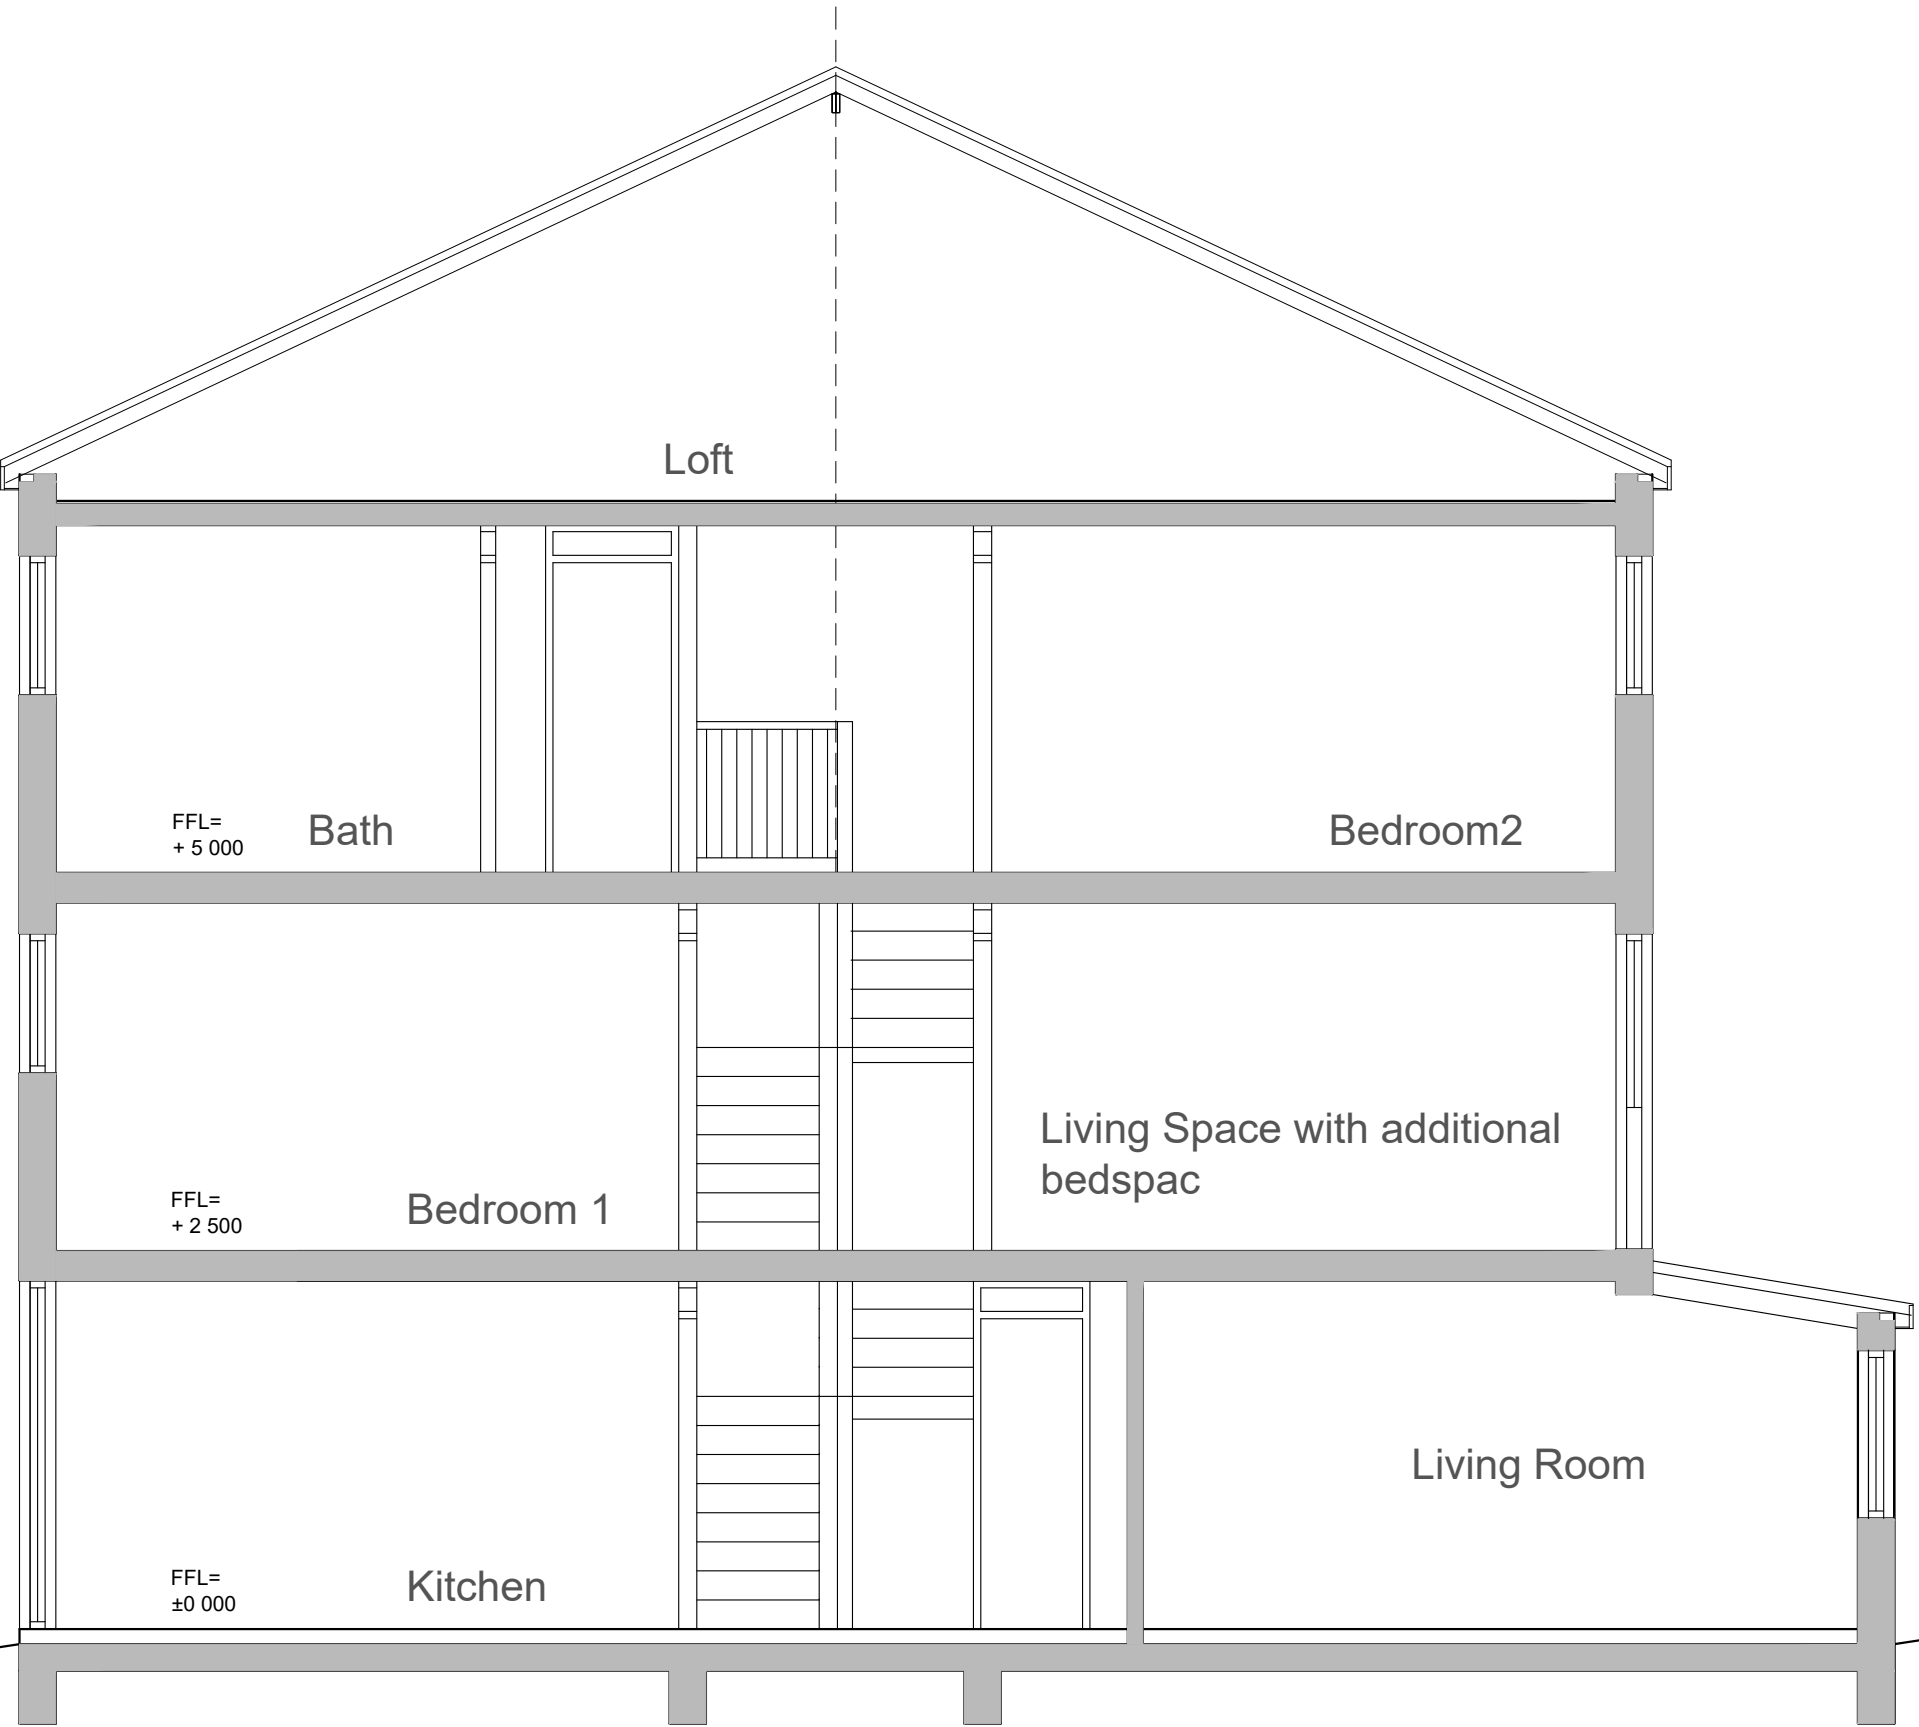 Loft
FFL=
+ 5 000
Bath
Bedroom2
Living Space with additional
bedspac
FFL=
+ 2 500
Bedroom 1
Living Room
FFL=
±0 000
Kitchen